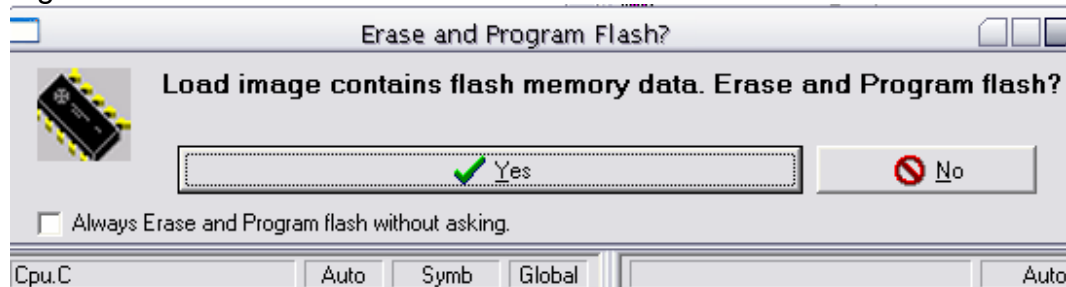 Erase and Program Flash?
Load image contains flash memory data. Erase and Program flash?
Yes No
Always Erase and Program flash without asking.
Cpu.C Auto Symb Global Auto